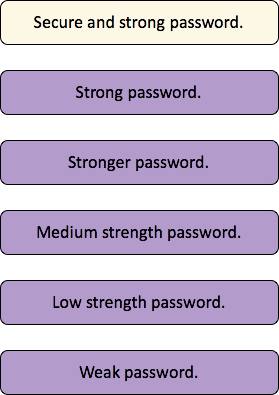 Secure and strong password.
Strong password.
Stronger password.
Medium strength password.
Low strength password.
Weak password.